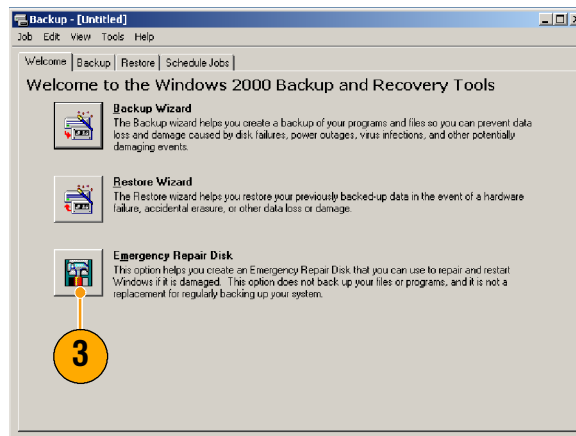 Backup - [Untitled]
Job Edit View Tools Help
Welcome Backup Restore Schedule Jobs
Welcome to the Windows 2000 Backup and Recovery Tools
Backup Wizard
The Backup wizard helps you create a backup of your programs and files so you can prevent data
loss and damage caused by disk failures, power outages, virus infections, and other potentially
damaging events.
Restore Wizard
The Restore wizard helps you restore your previously backed-up data in the event of a hardware
failure, accidental erasure, or other data loss or damage.
Emergency Repair Disk
This option helps you create an Emergency Repair Disk that you can use to repair and restart
Windows if it is damaged. This option does not back up your files or programs, and it is not a
replacement for regularly backing up your system.
3